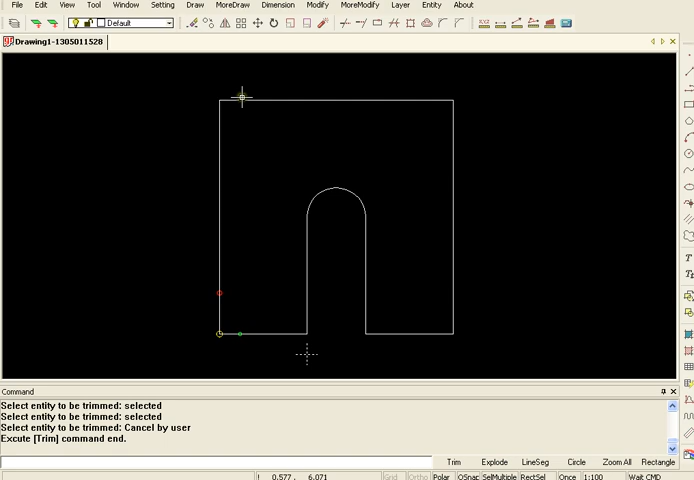 File Edit View Tools Window Setting Draw MoreDraw Dimension Modify MoreModify Layer Entity About
Default
Drawing1-1305011528
Command
Select entity to be trimmed: selected
Select entity to be trimmed: selected
Select entity to be trimmed: Cancel by user
Excute [Trim] command end.
Trim Explode LineSeg Circle Zoom All Rectangle
0.577 , 6.071 Grid Ortho Polar OSnap SelMultiple RectSel Once 1:100 Wait CMD